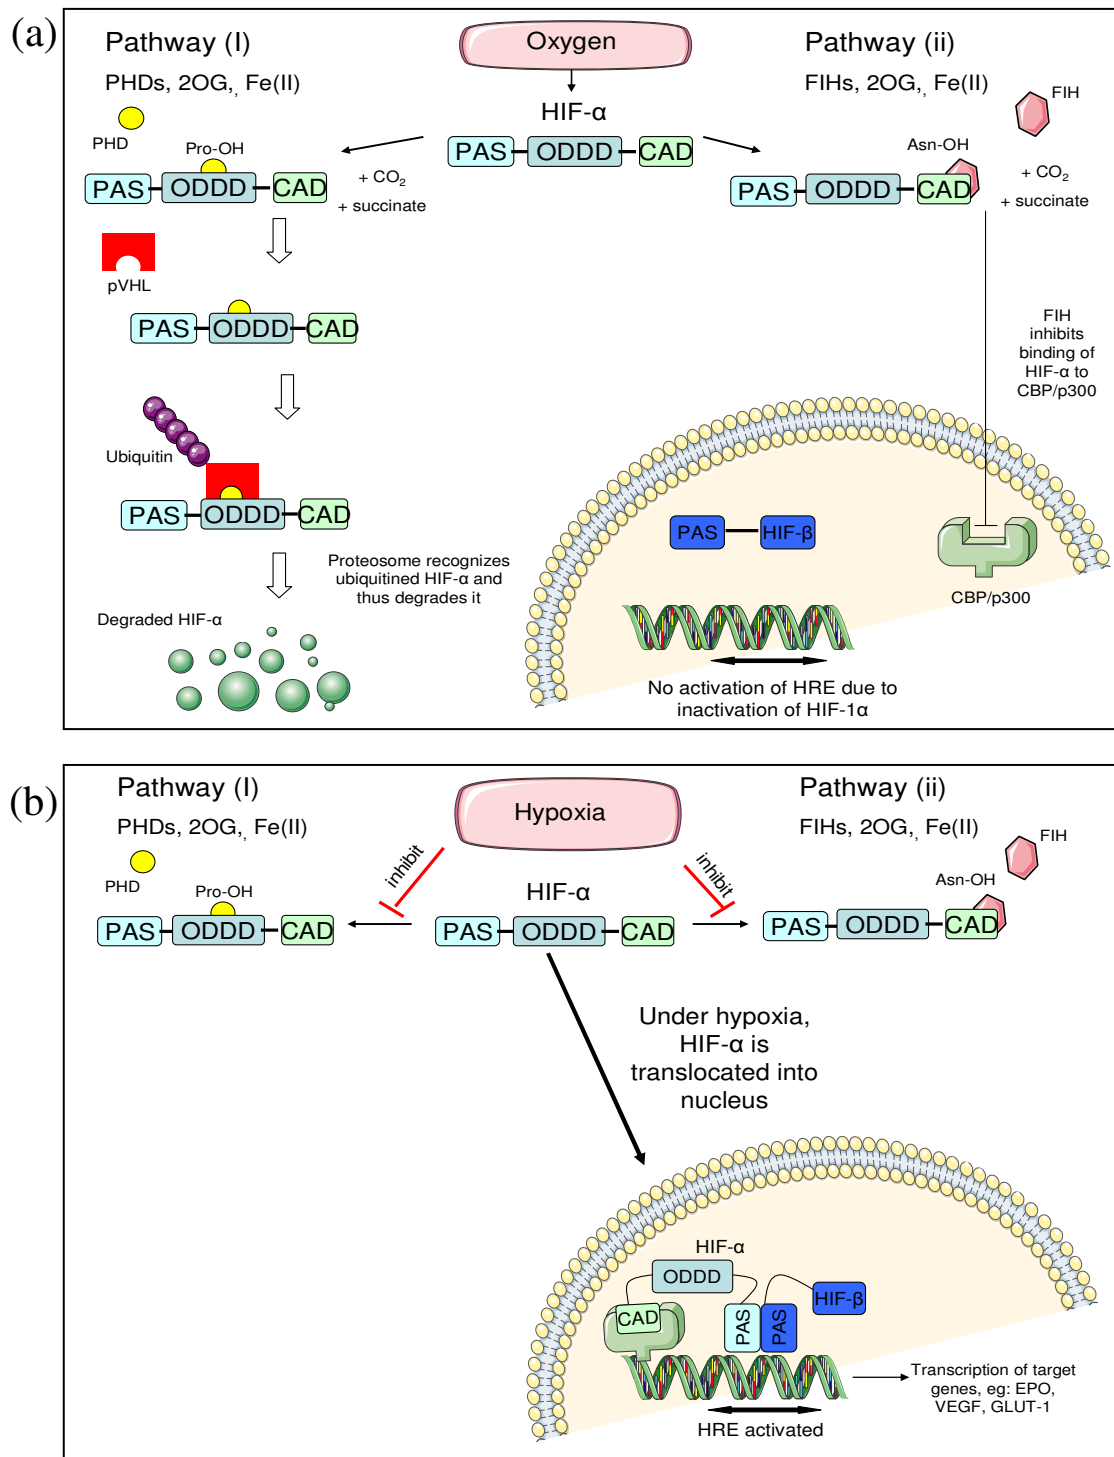 (a)
Pathway (I)
Oxygen
Pathway (ii)
PHDs, 2OG,, Fe(II)
FIHs, 2OG,, Fe(II)
FIH
PHD
HIF-α
Pro-OH
Asn-OH
PAS ODDD CAD
+ CO2
+ succinate
PAS ODDD CAD
PAS ODDD CAD
+ CO2
+ succinate
pVHL
PAS ODDD CAD
FIH
inhibits
binding of
HIF-α to
CBP/p300
Ubiquitin
PAS ODDD CAD
Proteosome recognizes
ubiquitined HIF-α and
thus degrades it
Degraded HIF-α
PAS HIF-β
CBP/p300
No activation of HRE due to
inactivation of HIF-1α
(b)
Pathway (I)
Hypoxia
Pathway (ii)
PHDs, 2OG,, Fe(II)
FIHs, 2OG,, Fe(II)
FIH
PHD
inhibit
inhibit
Pro-OH
HIF-α
Asn-OH
PAS ODDD CAD
PAS ODDD CAD
PAS ODDD CAD
Under hypoxia,
HIF-α is
translocated into
nucleus
HIF-α
ODDD
HIF-β
CAD
PAS
PAS
Transcription of target
genes, eg: EPO,
VEGF, GLUT-1
HRE activated